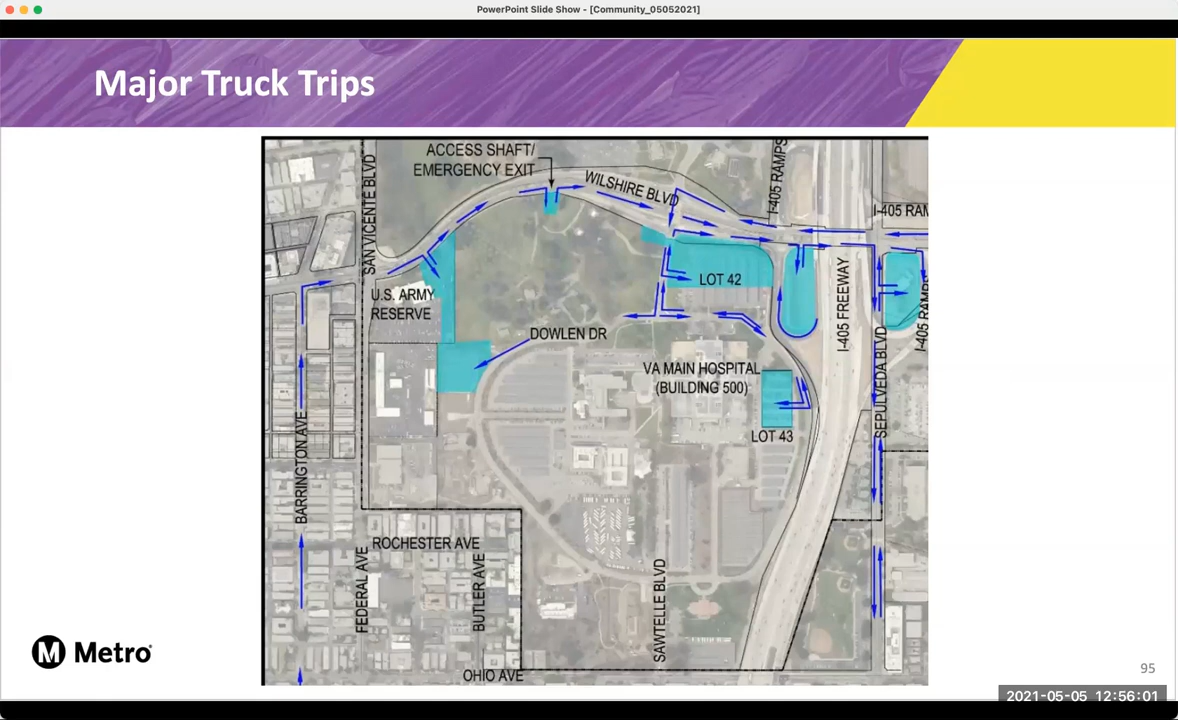 PowerPoint Slide Show - [Community_05052021]
Major Truck Trips
ACCESS SHAFT/
EMERGENCY EXIT
WILSHIRE BLVD
SAN VICENTE BLVD
I-405 RAMPS
I-405 RAM
U.S. ARMY
RESERVE
LOT 42
I-405 FREEWAY
I-405 RAMPS
DOWLEN DR
VA MAIN HOSPITAL
(BUILDING 500)
LOT 43
SEPULVEDA BLVD
BARRINGTON AVE
ROCHESTER AVE
FEDERAL AVE
BUTLER AVE
SAWTELLE BLVD
OHIO AVE
M Metro
95
2021-05-05 12:56:01